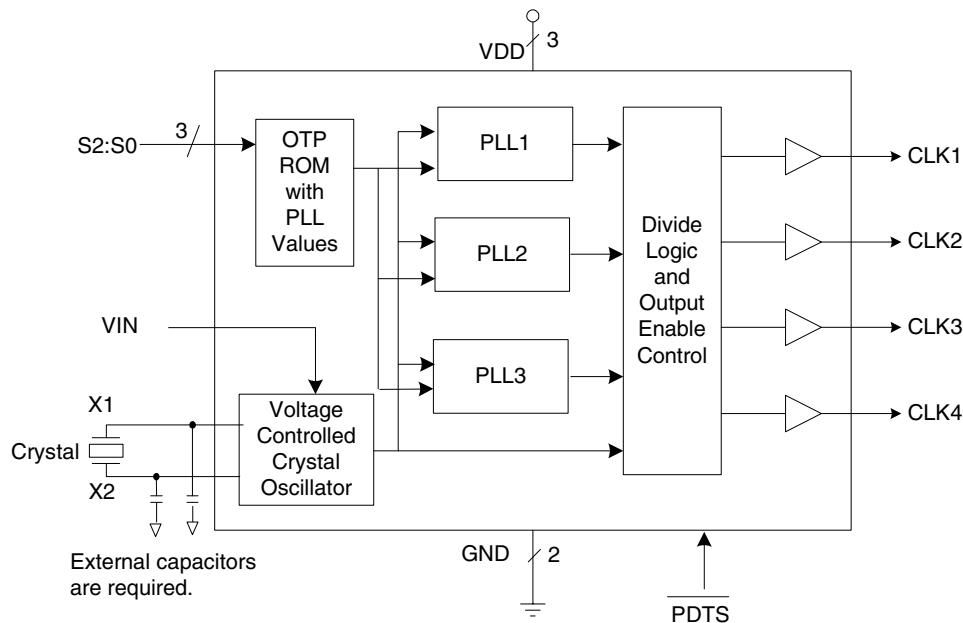 VDD
3
S2:S0
3
OTP
ROM
with
PLL
Values
PLL1
PLL2
PLL3
Divide
Logic
and
Output
Enable
Control
CLK1
CLK2
CLK3
CLK4
VIN
X1
Crystal
X2
Voltage
Controlled
Crystal
Oscillator
External capacitors
are required.
GND
2
PDTS